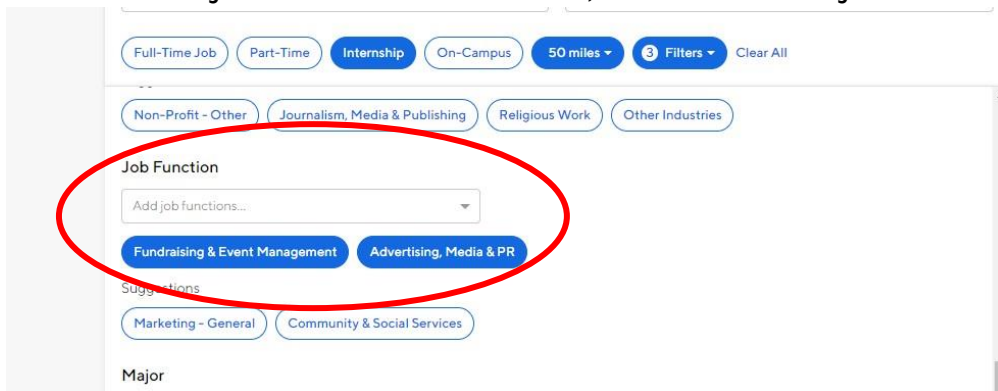 Full-Time Job Part-Time Internship On-Campus 50 miles 3 Filters Clear All
Non-Profit - Other Journalism, Media & Publishing Religious Work Other Industries
Job Function
Add job functions...
Fundraising & Event Management Advertising, Media & PR
Suggestions
Marketing - General Community & Social Services
Major